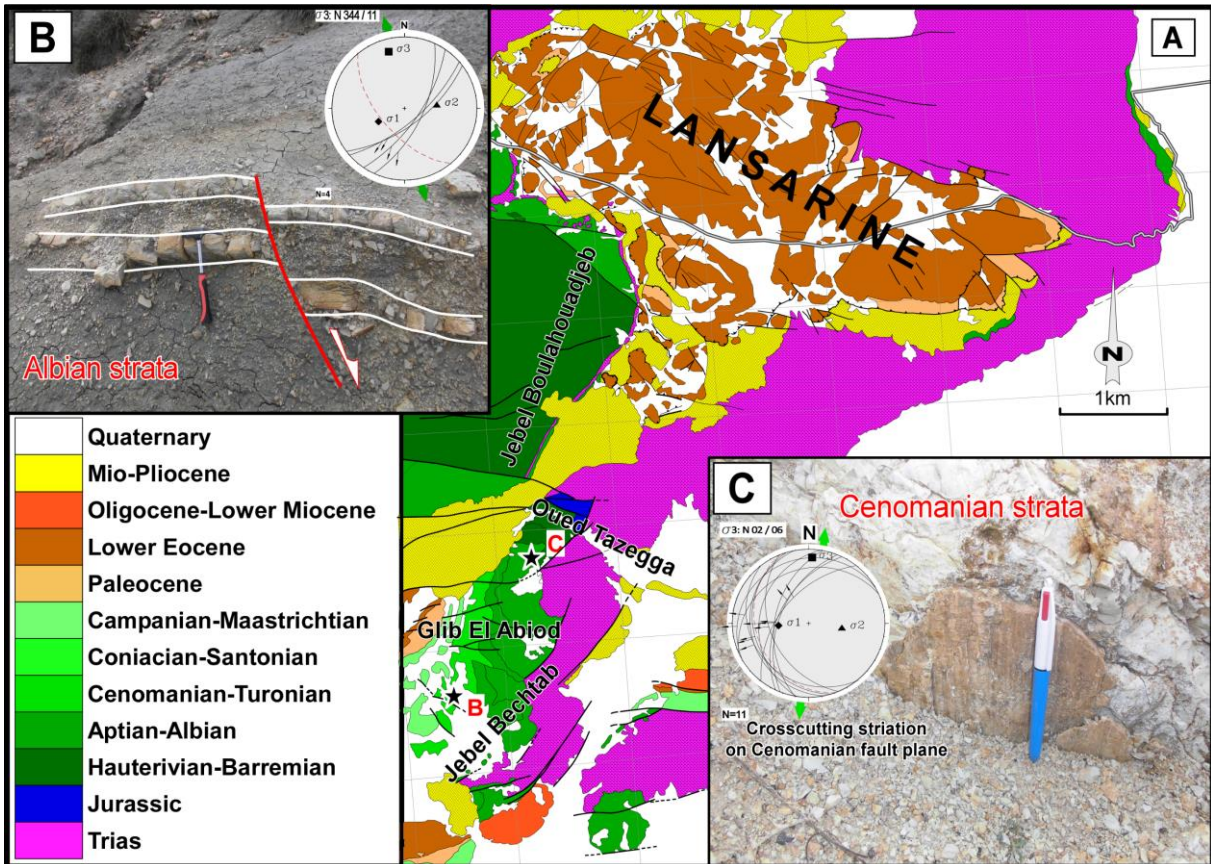 B
σ3: N 344 / 11
N
σ3
σ2
σ1
N=4
Albian strata
A
LANSARINE
Jebel Boulahouadjeb
N
1km
Quaternary
Mio-Pliocene
Oligocene-Lower Miocene
Lower Eocene
Paleocene
Campanian-Maastrichtian
Coniacian-Santonian
Cenomanian-Turonian
Aptian-Albian
Hauterivian-Barremian
Jurassic
Trias
Oued Tazegga
C
Glib El Abiod
B
Jebel Bechtab
C
Cenomanian strata
σ3: N 02 / 06
N
σ3
σ1
σ2
N=11
Crosscutting striation
on Cenomanian fault plane